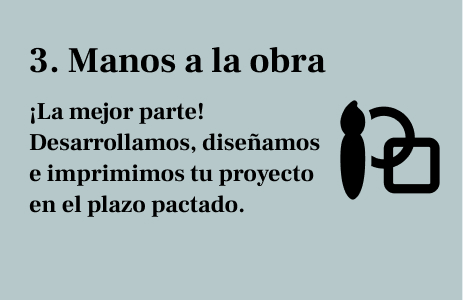 3. Manos a la obra
¡La mejor parte!
Desarrollamos, diseñamos
e imprimimos tu proyecto
en el plazo pactado.